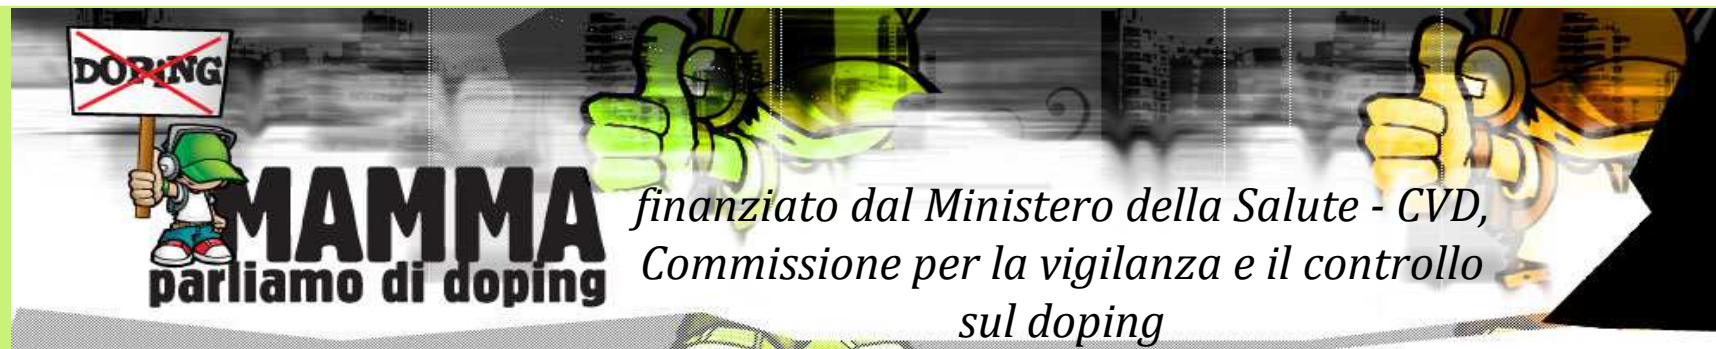 DOPING
MAMMA
parliamo di doping
finanziato dal Ministero della Salute - CVD,
Commissione per la vigilanza e il controllo
sul doping